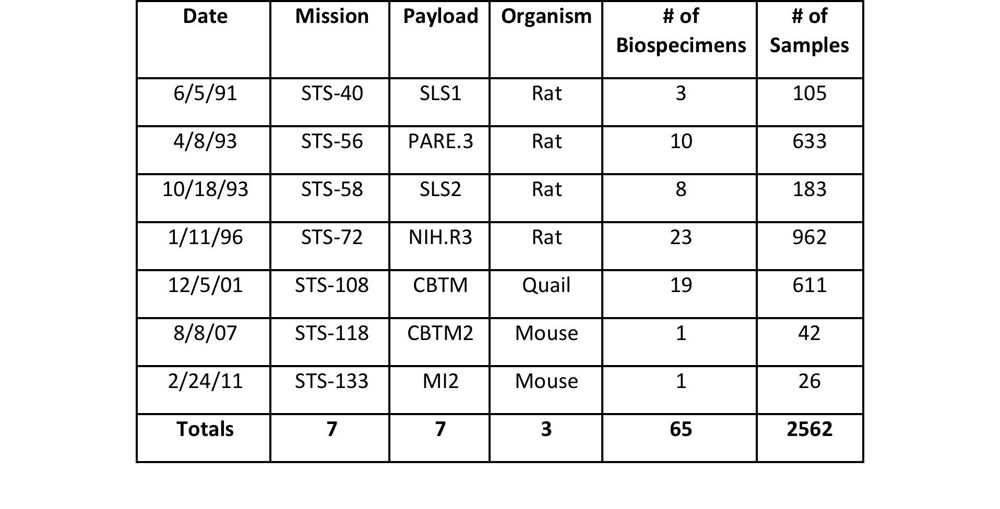 Date Mission Payload Organism # of Biospecimens # of Samples
6/5/91 STS-40 SLS1 Rat 3 105
4/8/93 STS-56 PARE.3 Rat 10 633
10/18/93 STS-58 SLS2 Rat 8 183
1/11/96 STS-72 NIH.R3 Rat 23 962
12/5/01 STS-108 CBTM Quail 19 611
8/8/07 STS-118 CBTM2 Mouse 1 42
2/24/11 STS-133 MI2 Mouse 1 26
Totals 7 7 3 65 2562